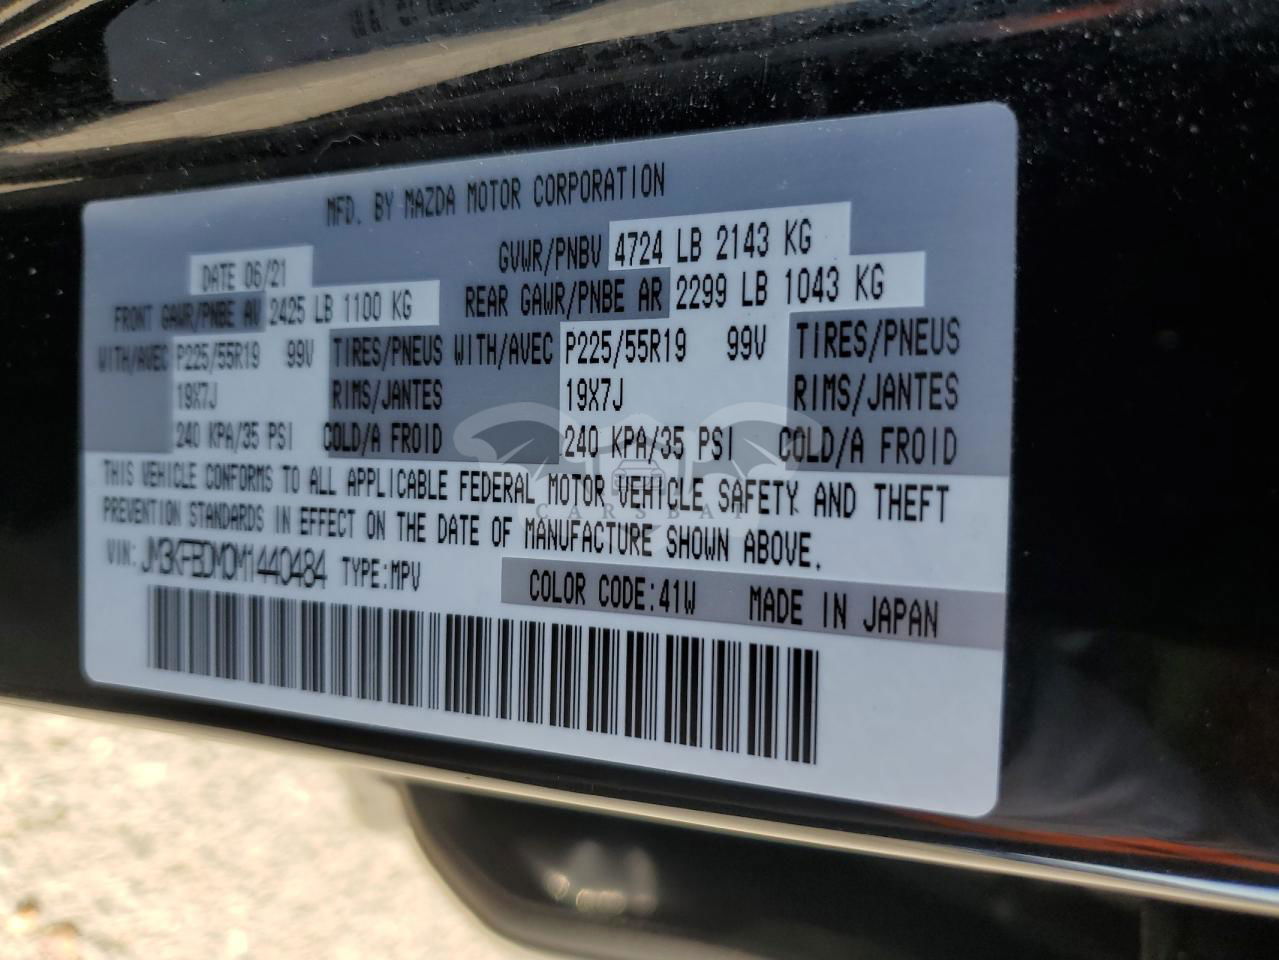 MFD. BY MAZDA MOTOR CORPORATION
DATE 06/21 GVWR/PNBV 4724 LB 2143 KG
FRONT GAWR/PNBE AV 2425 LB 1100 KG REAR GAWR/PNBE AR 2299 LB 1043 KG
WITH/AVEC P225/55R19 99V TIRES/PNEUS WITH/AVEC P225/55R19 99V TIRES/PNEUS
19X7J RIMS/JANTES 19X7J RIMS/JANTES
240 KPA/35 PSI COLD/A FROID 240 KPA/35 PSI COLD/A FROID
THIS VEHICLE CONFORMS TO ALL APPLICABLE FEDERAL MOTOR VEHICLE SAFETY AND THEFT
PREVENTION STANDARDS IN EFFECT ON THE DATE OF MANUFACTURE SHOWN ABOVE.
VIN: JM3KFBDM0M1440484 TYPE:MPV COLOR CODE:41W MADE IN JAPAN
CARSBAT